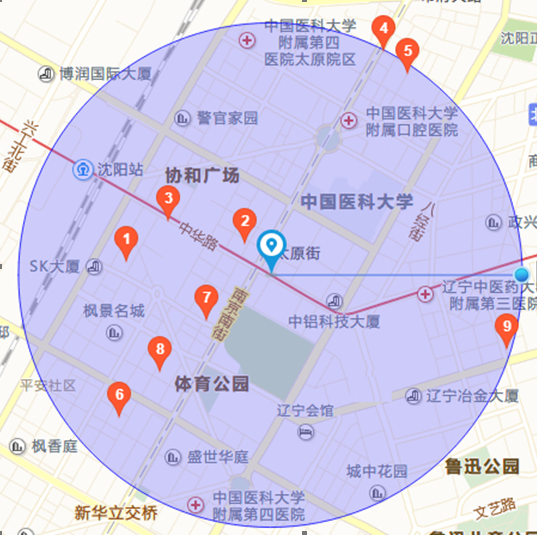 中国医科大学
附属第四
医院太原院区
4
5
沈阳正
博润国际大厦
警官家园
中国医科大学
附属口腔医院
兴工北街
沈阳站
协和广场
3
中国医科大学
2
中华路
八经街
政兴
1
太原街
SK大厦
辽宁中医药大
附属第三医院
枫景名城
7
南京南街
中铝科技大厦
9
8
平安社区
体育公园
6
辽宁会馆
辽宁冶金大厦
枫香庭
盛世华庭
城中花园
鲁迅公园
中国医科大学
附属第四医院
新华立交桥
文艺路